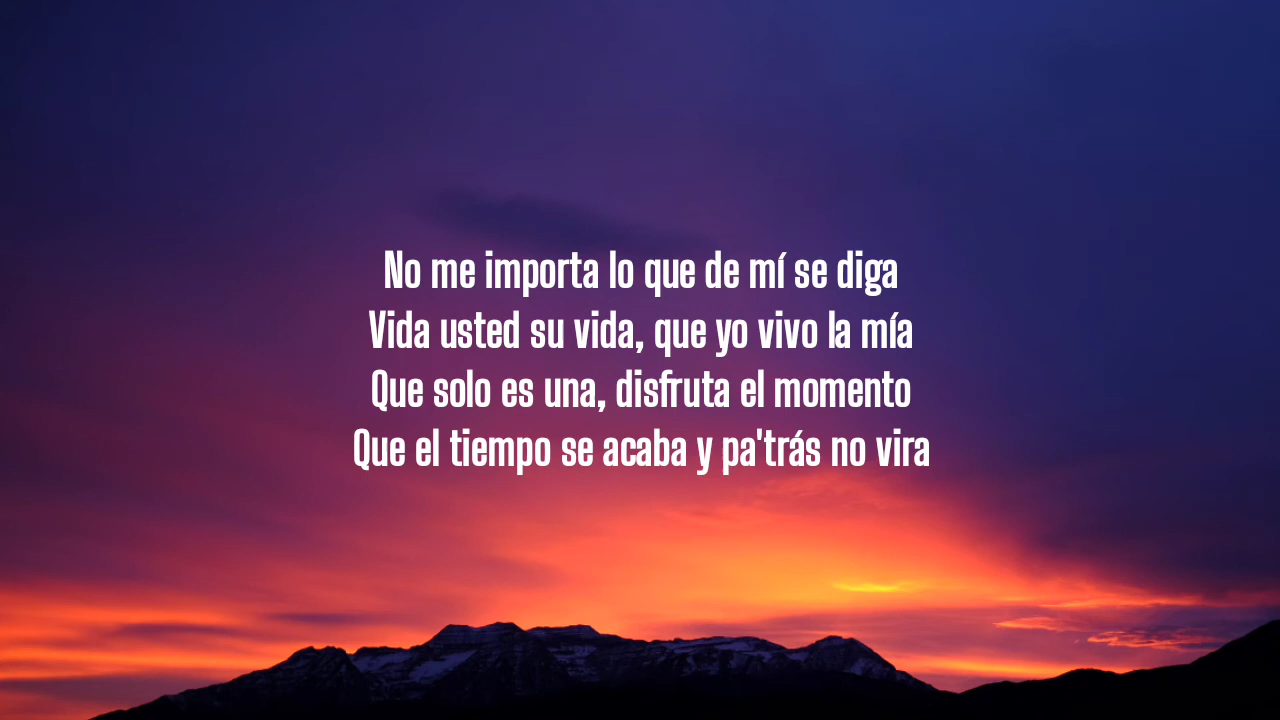 No me importa lo que de mí se diga
Vida usted su vida, que yo vivo la mía
Que solo es una, disfruta el momento
Que el tiempo se acaba y pa'trás no vira